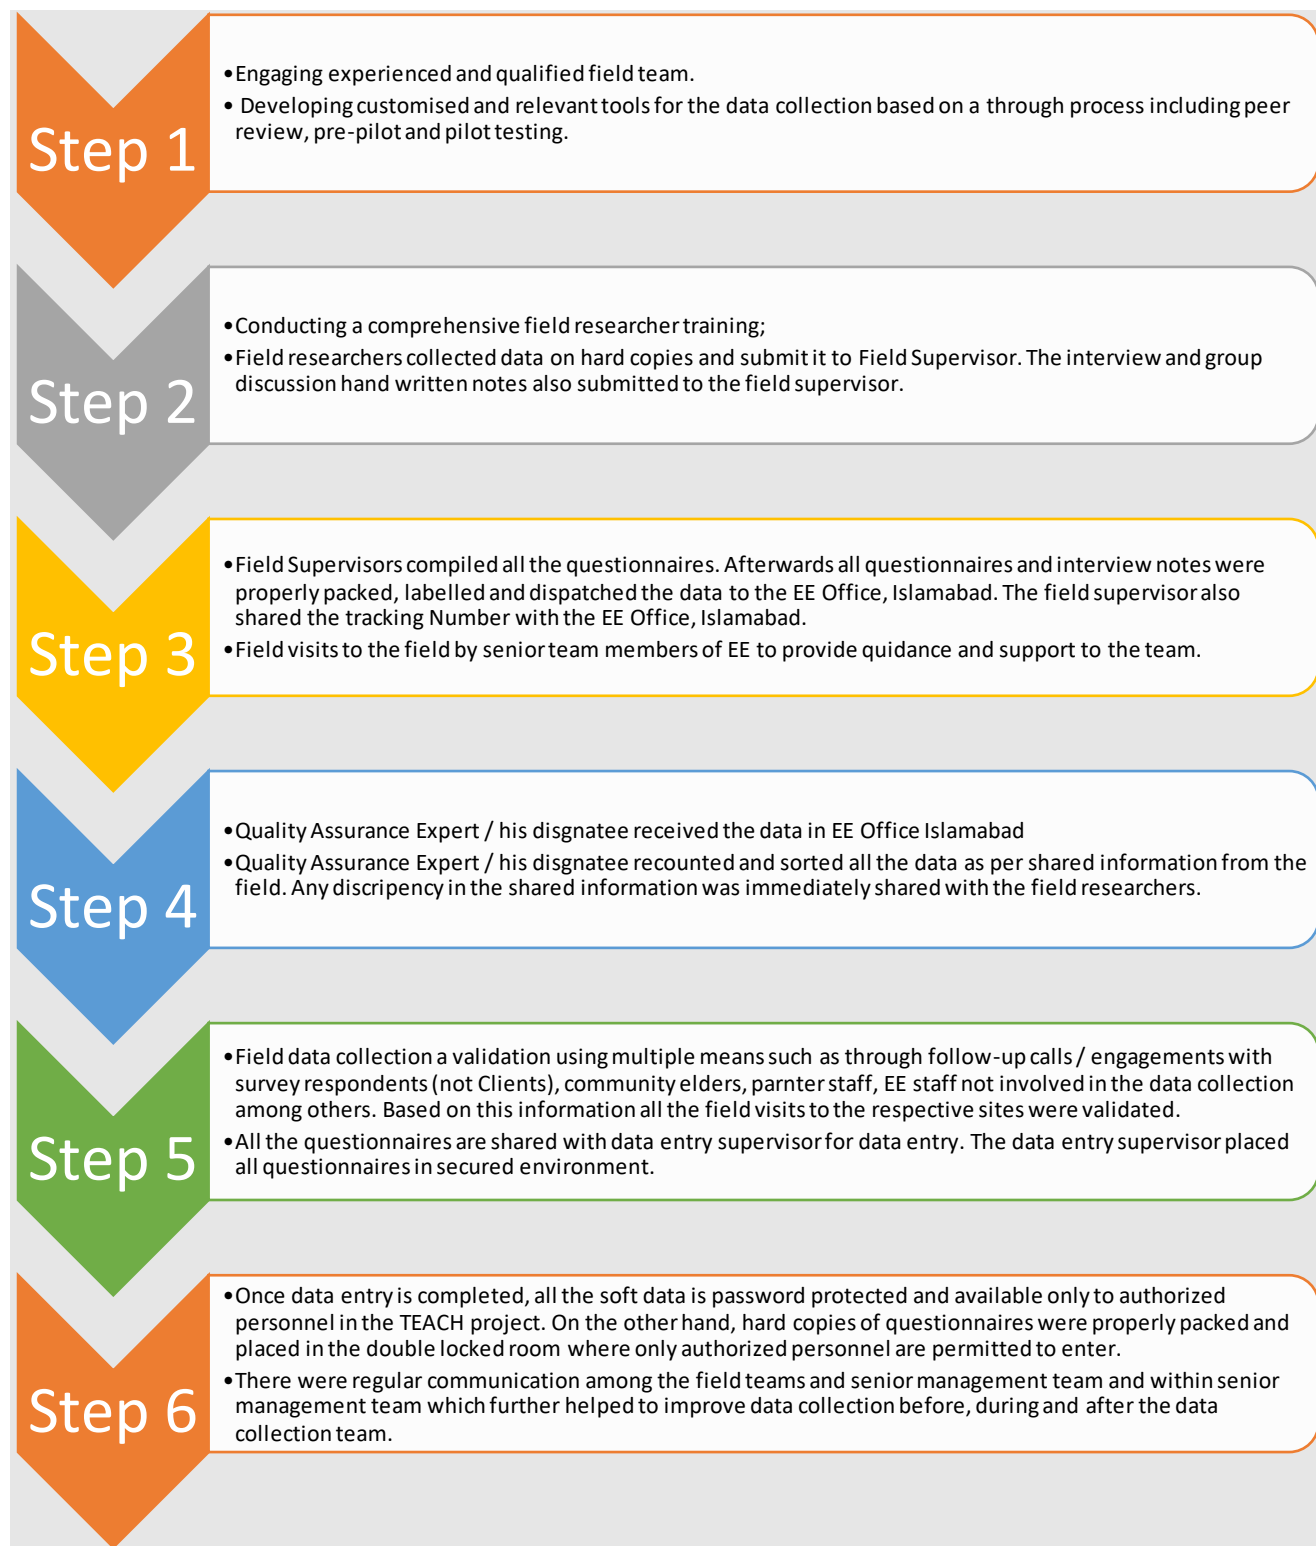 Step 1
•Engaging experienced and qualified field team.
• Developing customised and relevant tools for the data collection based on a through process including peer
review, pre-pilot and pilot testing.
Step 2
•Conducting a comprehensive field researcher training;
•Field researchers collected data on hard copies and submit it to Field Supervisor. The interview and group
discussion hand written notes also submitted to the field supervisor.
Step 3
•Field Supervisors compiled all the questionnaires. Afterwards all questionnaires and interview notes were
properly packed, labelled and dispatched the data to the EE Office, Islamabad. The field supervisor also
shared the tracking Number with the EE Office, Islamabad.
•Field visits to the field by senior team members of EE to provide quidance and support to the team.
Step 4
•Quality Assurance Expert / his disgnatee received the data in EE Office Islamabad
•Quality Assurance Expert / his disgnatee recounted and sorted all the data as per shared information from the
field. Any discripency in the shared information was immediately shared with the field researchers.
Step 5
•Field data collection a validation using multiple means such as through follow-up calls / engagements with
survey respondents (not Clients), community elders, parnter staff, EE staff not involved in the data collection
among others. Based on this information all the field visits to the respective sites were validated.
•All the questionnaires are shared with data entry supervisor for data entry. The data entry supervisor placed
all questionnaires in secured environment.
Step 6
•Once data entry is completed, all the soft data is password protected and available only to authorized
personnel in the TEACH project. On the other hand, hard copies of questionnaires were properly packed and
placed in the double locked room where only authorized personnel are permitted to enter.
•There were regular communication among the field teams and senior management team and within senior
management team which further helped to improve data collection before, during and after the data
collection team.